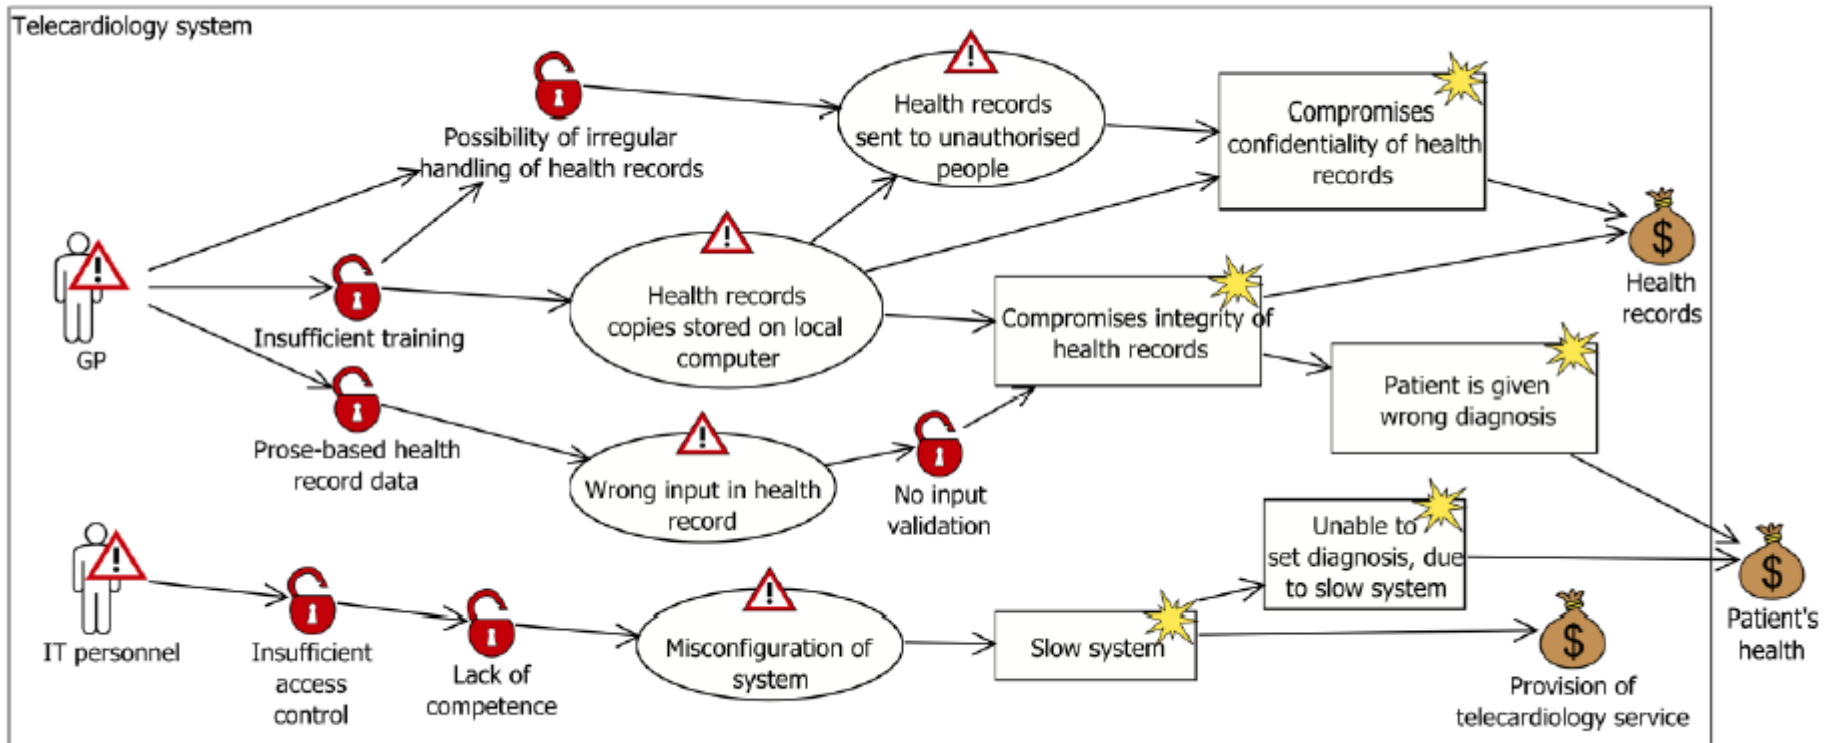 Telecardiology system
Possibility of irregular
handling of health records
Health records
sent to unauthorised
people
Compromises
confidentiality of health
records
GP
Insufficient training
Health records
copies stored on local
computer
Compromises integrity of
health records
$
Health
records
Patient is given
wrong diagnosis
Prose-based health
record data
Wrong input in health
record
No input
validation
Unable to
set diagnosis, due
to slow system
$
Patient's
health
IT personnel
Insufficient
access
control
Lack of
competence
Misconfiguration of
system
Slow system
$
Provision of
telecardiology service